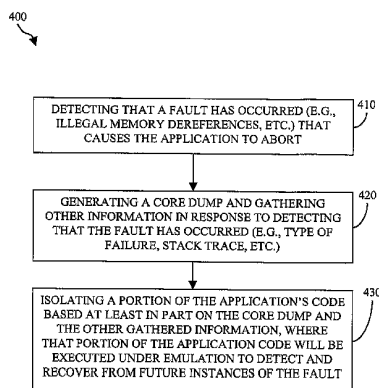 400
410
DETECTING THAT A FAULT HAS OCCURRED (E.G.,
ILLEGAL MEMORY DEREFERENCES, ETC.) THAT
CAUSES THE APPLICATION TO ABORT
420
GENERATING A CORE DUMP AND GATHERING
OTHER INFORMATION IN RESPONSE TO DETECTING
THAT THE FAULT HAS OCCURRED (E.G., TYPE OF
FAILURE, STACK TRACE, ETC.)
430
ISOLATING A PORTION OF THE APPLICATION'S CODE
BASED AT LEAST IN PART ON THE CORE DUMP AND
THE OTHER GATHERED INFORMATION, WHERE
THAT PORTION OF THE APPLICATION CODE WILL BE
EXECUTED UNDER EMULATION TO DETECT AND
RECOVER FROM FUTURE INSTANCES OF THE FAULT